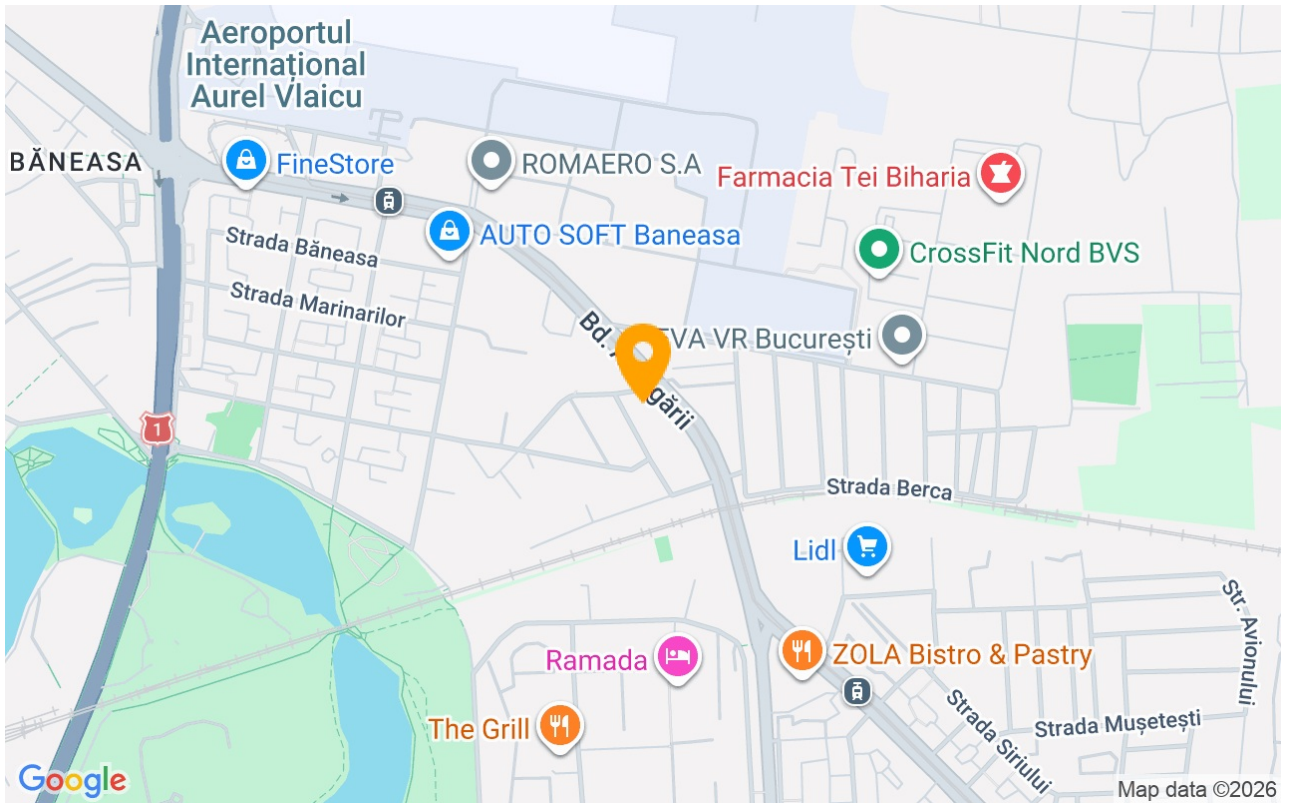 Aeroportul
Internațional
Aurel Vlaicu
BĂNEASA
FineStore
ROMAERO S.A
Farmacia Tei Biharia
AUTO SOFT Baneasa
CrossFit Nord BVS
Strada Băneasa
Strada Marinarilor
Bd.
VR București
1
Strada Berca
Lidl
Ramada
ZOLA Bistro & Pastry
The Grill
Str. Avionului
Strada Mușetești
Strada Siriului
Google
Map data ©2026